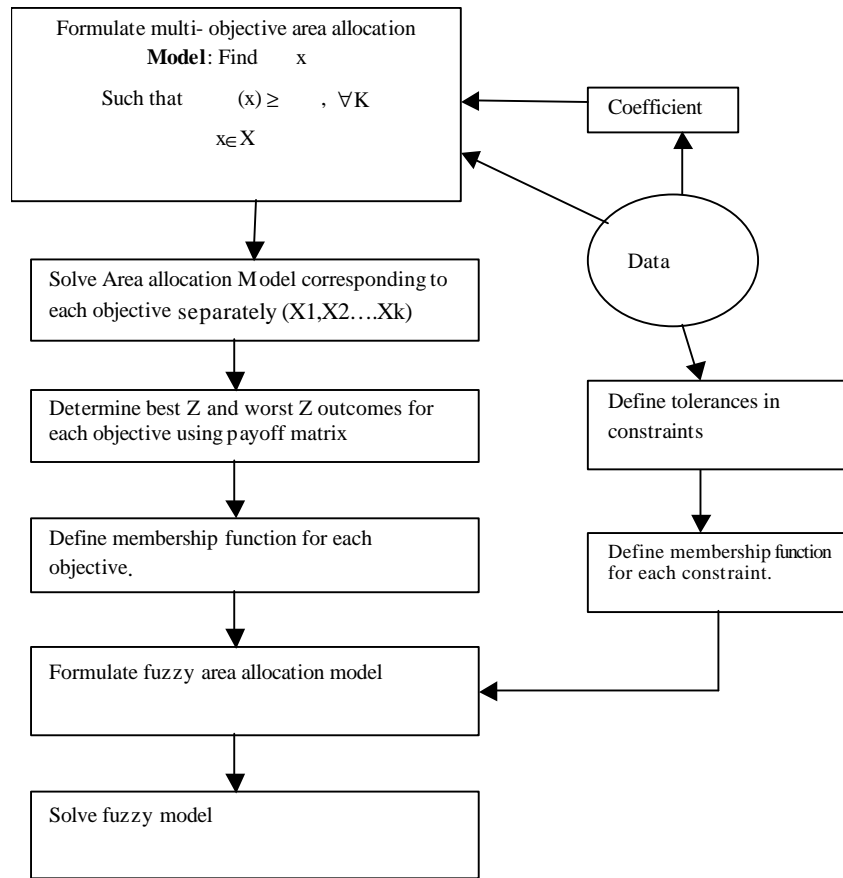 Formulate multi- objective area allocation
Model: Find x
Such that (x) ≥ , ∀K
x∈X
Coefficient
Data
Solve Area allocation Model corresponding to
each objective separately (X1,X2….Xk)
Determine best Z and worst Z outcomes for
each objective using payoff matrix
Define tolerances in
constraints
Define membership function for each
objective.
Define membership function
for each constraint.
Formulate fuzzy area allocation model
Solve fuzzy model